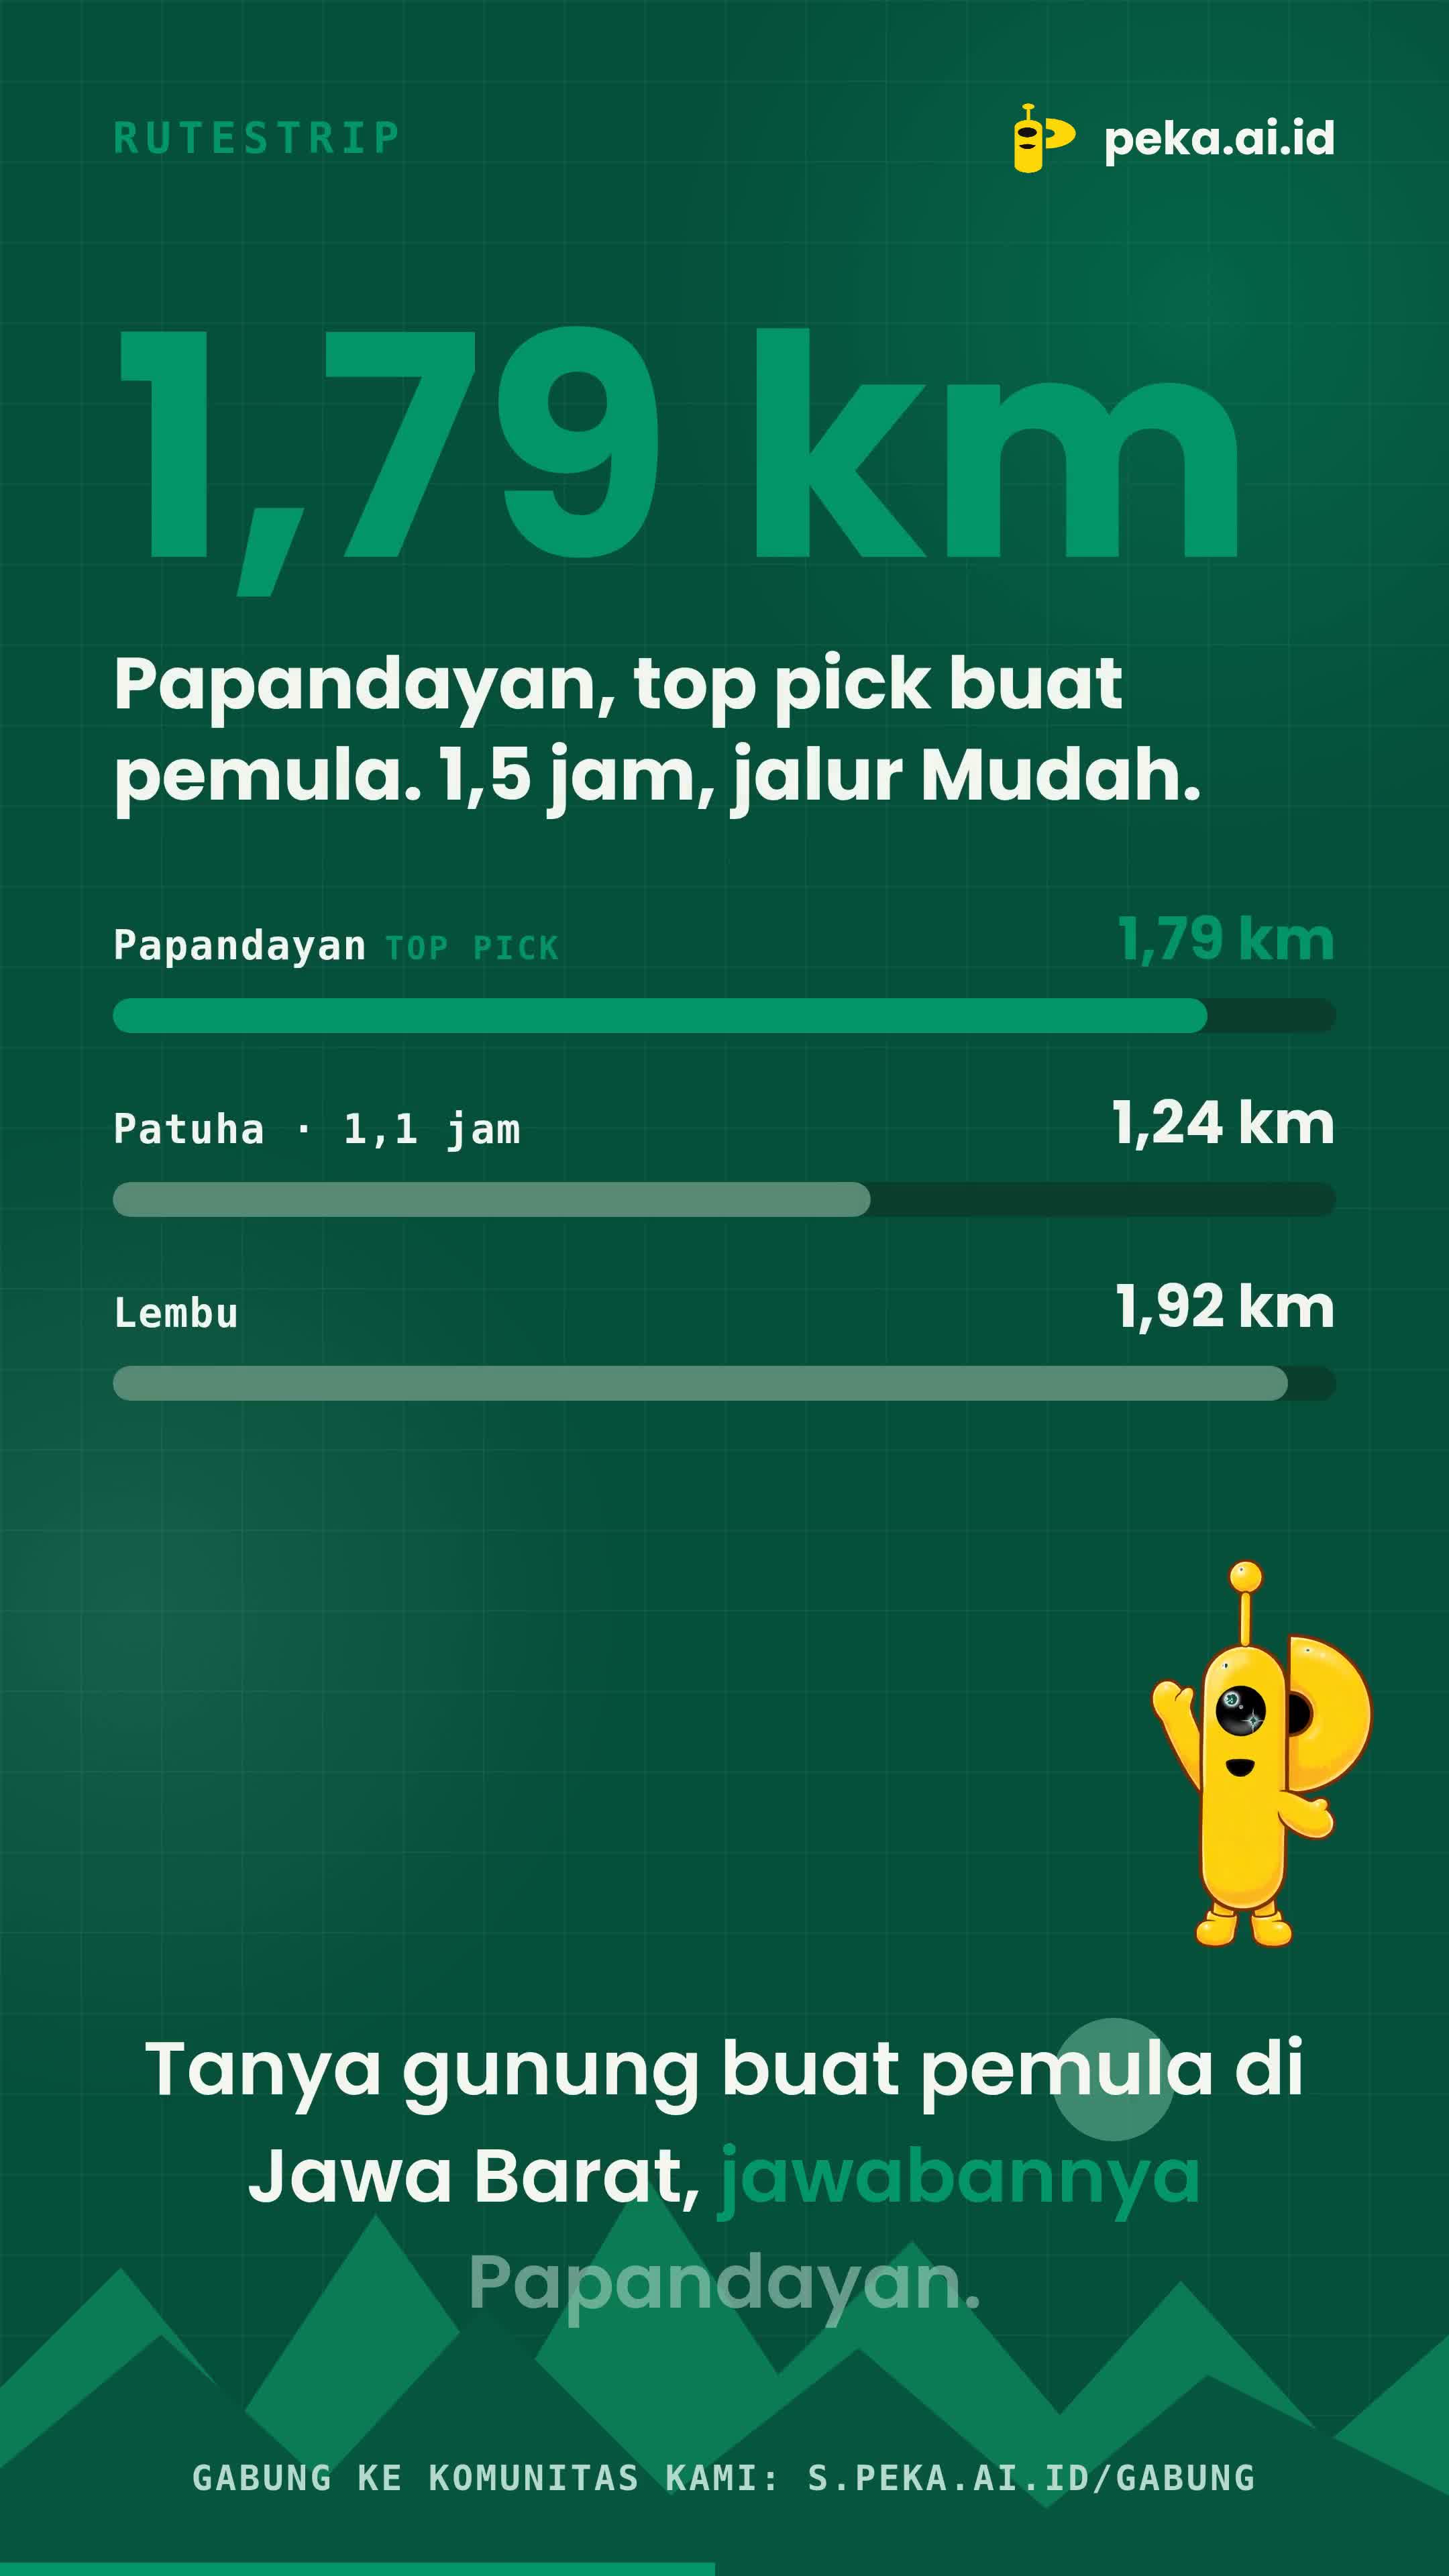 RUTESTRIP
peka.ai.id
1,79 km
Papandayan, top pick buat
pemula. 1,5 jam, jalur Mudah.
Papandayan TOP PICK 1,79 km
Patuha · 1,1 jam 1,24 km
Lembu 1,92 km
Tanya gunung buat pemula di
Jawa Barat, jawabannya
Papandayan.
GABUNG KE KOMUNITAS KAMI: S.PEKA.AI.ID/GABUNG